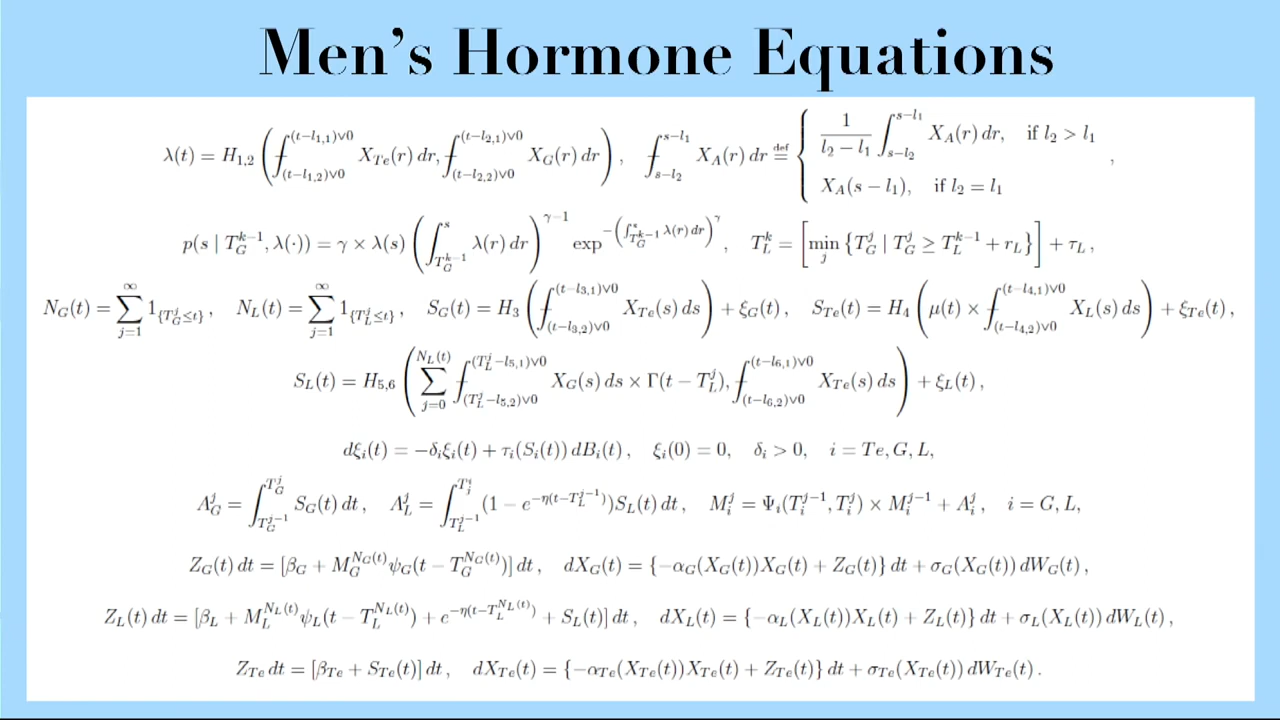 Men's Hormone Equations
λ(t) = H_{1,2} ( ⨍_{(t−l_{1,2})∨0}^{(t−l_{1,1})∨0} X_{Te}(r) dr, ⨍_{(t−l_{2,2})∨0}^{(t−l_{2,1})∨0} X_G(r) dr ) , ⨍_{s−l_2}^{s−l_1} X_A(r) dr \stackrel{def}{=} { \frac{1}{l_2 − l_1} ∫_{s−l_2}^{s−l_1} X_A(r) dr, if l_2 > l_1 ; X_A(s − l_1), if l_2 = l_1 ,
p(s | T_G^{k−1}, λ(·)) = γ × λ(s) ( ∫_{T_G^{k−1}}^{s} λ(r) dr )^{γ−1} exp^{−( ∫_{T_G^{k−1}}^{s} λ(r) dr )^γ} , T_L^k = [ min_j {T_G^j | T_G^j ≥ T_L^{k−1} + r_L} ] + τ_L ,
N_G(t) = ∑_{j=1}^{∞} 1_{{T_G^j≤t}} , N_L(t) = ∑_{j=1}^{∞} 1_{{T_L^j≤t}} , S_G(t) = H_3 ( ⨍_{(t−l_{3,2})∨0}^{(t−l_{3,1})∨0} X_{Te}(s) ds ) + ξ_G(t) , S_{Te}(t) = H_4 ( μ(t) × ⨍_{(t−l_{4,2})∨0}^{(t−l_{4,1})∨0} X_L(s) ds ) + ξ_{Te}(t) ,
S_L(t) = H_{5,6} ( ∑_{j=0}^{N_L(t)} ⨍_{(T_L^j−l_{5,2})∨0}^{(T_L^j−l_{5,1})∨0} X_G(s) ds × Γ(t − T_L^j), ⨍_{(t−l_{6,2})∨0}^{(t−l_{6,1})∨0} X_{Te}(s) ds ) + ξ_L(t) ,
dξ_i(t) = −δ_iξ_i(t) + τ_i(S_i(t)) dB_i(t) , ξ_i(0) = 0, δ_i > 0, i = Te, G, L,
A_G^j = ∫_{T_G^{j−1}}^{T_G^j} S_G(t) dt , A_L^j = ∫_{T_L^{j−1}}^{T_i^j} (1 − e^{−η(t−T_L^{j−1})})S_L(t) dt , M_i^j = Ψ_i(T_i^{j−1}, T_i^j) × M_i^{j−1} + A_i^j , i = G, L,
Z_G(t) dt = [β_G + M_G^{N_G(t)} ψ_G(t − T_G^{N_G(t)})] dt , dX_G(t) = {−α_G(X_G(t))X_G(t) + Z_G(t)} dt + σ_G(X_G(t)) dW_G(t) ,
Z_L(t) dt = [β_L + M_L^{N_L(t)} ψ_L(t − T_L^{N_L(t)}) + e^{−η(t−T_L^{N_L(t)})} + S_L(t)] dt , dX_L(t) = {−α_L(X_L(t))X_L(t) + Z_L(t)} dt + σ_L(X_L(t)) dW_L(t) ,
Z_{Te} dt = [β_{Te} + S_{Te}(t)] dt , dX_{Te}(t) = {−α_{Te}(X_{Te}(t))X_{Te}(t) + Z_{Te}(t)} dt + σ_{Te}(X_{Te}(t)) dW_{Te}(t) .